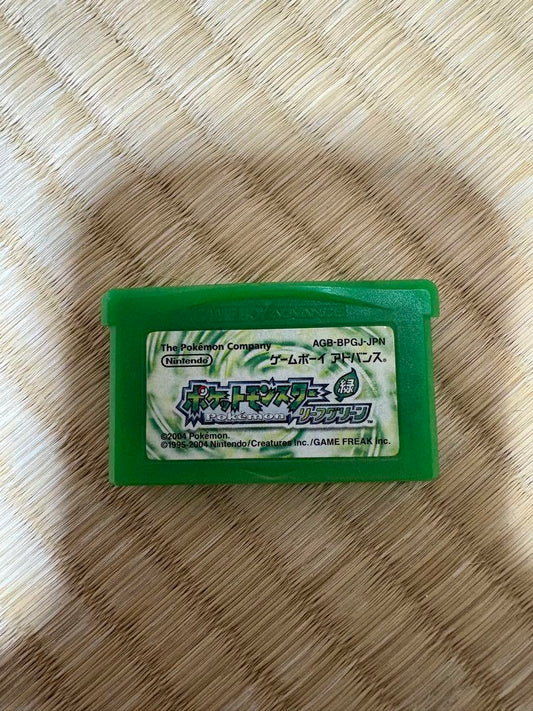 GAME BOY ADVANCE
The Pokémon Company AGB-BPGJ-JPN
Nintendo ゲームボーイ アドバンス®
ポケットモンスター 緑
Pokémon リーフグリーン™
©2004 Pokémon.
©1995-2004 Nintendo/Creatures inc./GAME FREAK inc.